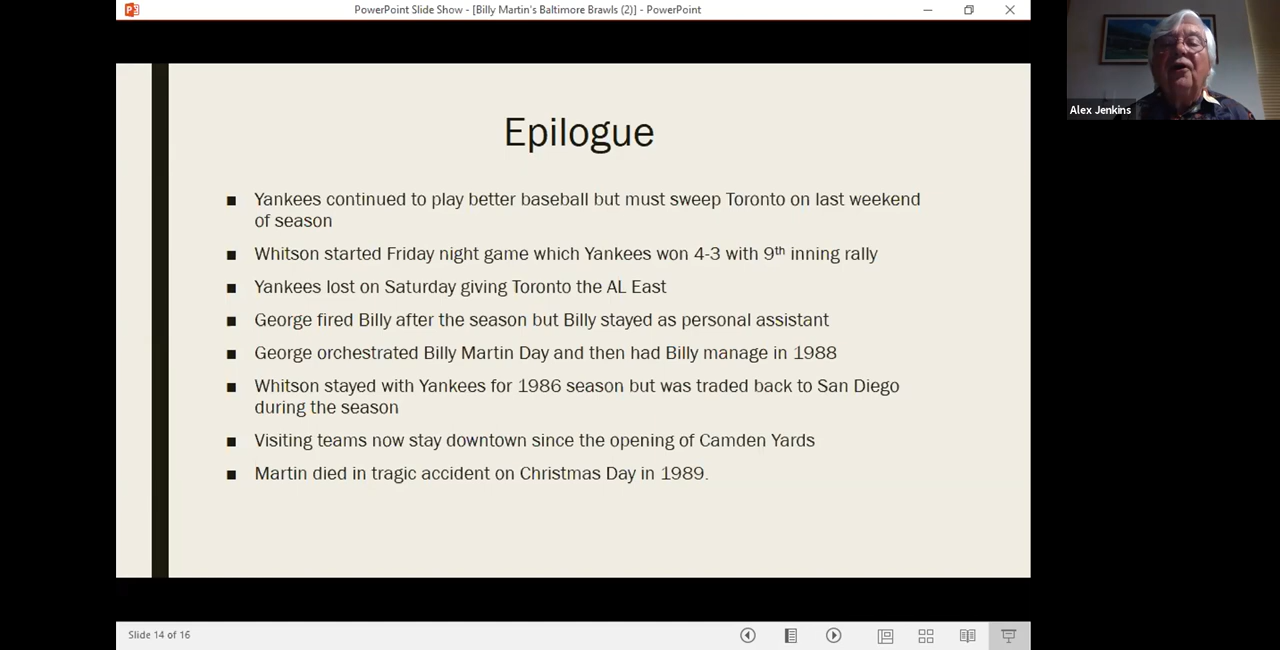 PowerPoint Slide Show - [Billy Martin's Baltimore Brawls (2)] - PowerPoint
Alex Jenkins
Epilogue
■ Yankees continued to play better baseball but must sweep Toronto on last weekend
of season
■ Whitson started Friday night game which Yankees won 4-3 with 9th inning rally
■ Yankees lost on Saturday giving Toronto the AL East
■ George fired Billy after the season but Billy stayed as personal assistant
■ George orchestrated Billy Martin Day and then had Billy manage in 1988
■ Whitson stayed with Yankees for 1986 season but was traded back to San Diego
during the season
■ Visiting teams now stay downtown since the opening of Camden Yards
■ Martin died in tragic accident on Christmas Day in 1989.
Slide 14 of 16